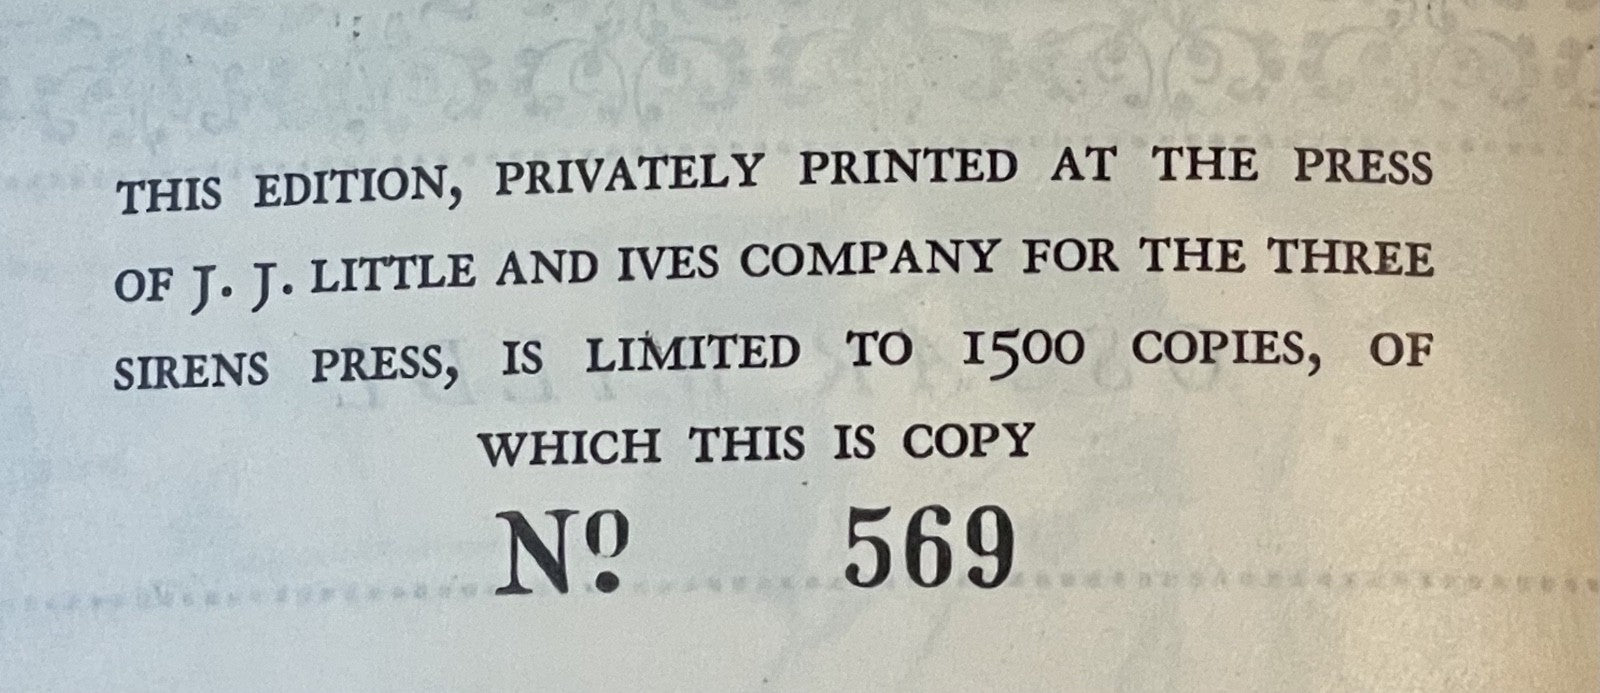 THIS EDITION, PRIVATELY PRINTED AT THE PRESS
OF J. J. LITTLE AND IVES COMPANY FOR THE THREE
SIRENS PRESS, IS LIMITED TO 1500 COPIES, OF
WHICH THIS IS COPY
Nº 569